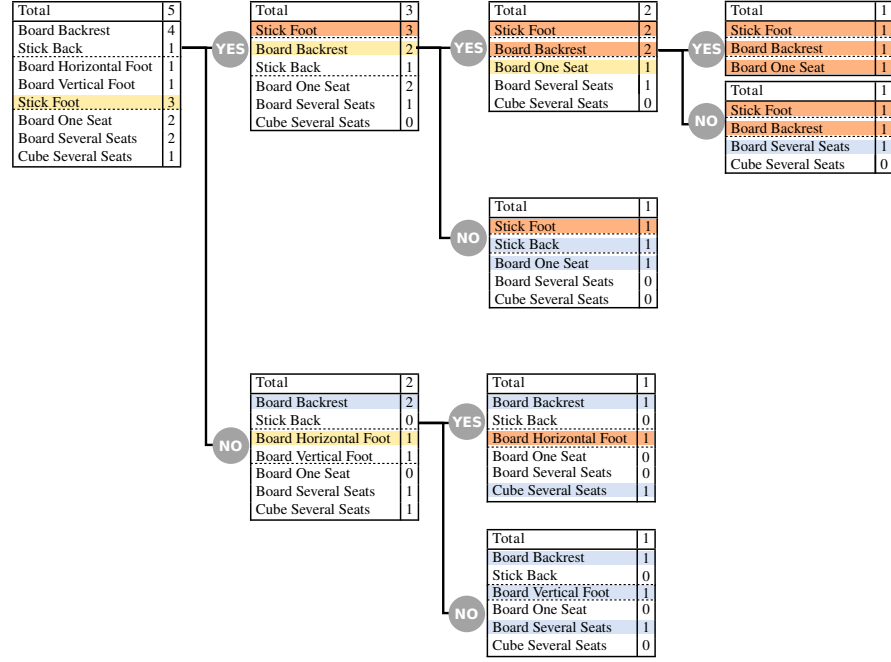 Total 5
Board Backrest 4
Stick Back 1
Board Horizontal Foot 1
Board Vertical Foot 1
Stick Foot 3
Board One Seat 2
Board Several Seats 2
Cube Several Seats 1
YES
Total 3
Stick Foot 3
Board Backrest 2
Stick Back 1
Board One Seat 2
Board Several Seats 1
Cube Several Seats 0
YES
Total 2
Stick Foot 2
Board Backrest 2
Board One Seat 1
Board Several Seats 1
Cube Several Seats 0
YES
Total 1
Stick Foot 1
Board Backrest 1
Board One Seat 1
NO
Total 1
Stick Foot 1
Board Backrest 1
Board Several Seats 1
Cube Several Seats 0
NO
Total 1
Stick Foot 1
Stick Back 1
Board One Seat 1
Board Several Seats 0
Cube Several Seats 0
NO
Total 2
Board Backrest 2
Stick Back 0
Board Horizontal Foot 1
Board Vertical Foot 1
Board One Seat 0
Board Several Seats 1
Cube Several Seats 1
YES
Total 1
Board Backrest 1
Stick Back 0
Board Horizontal Foot 1
Board One Seat 0
Board Several Seats 0
Cube Several Seats 1
NO
Total 1
Board Backrest 1
Stick Back 0
Board Vertical Foot 1
Board One Seat 0
Board Several Seats 1
Cube Several Seats 0